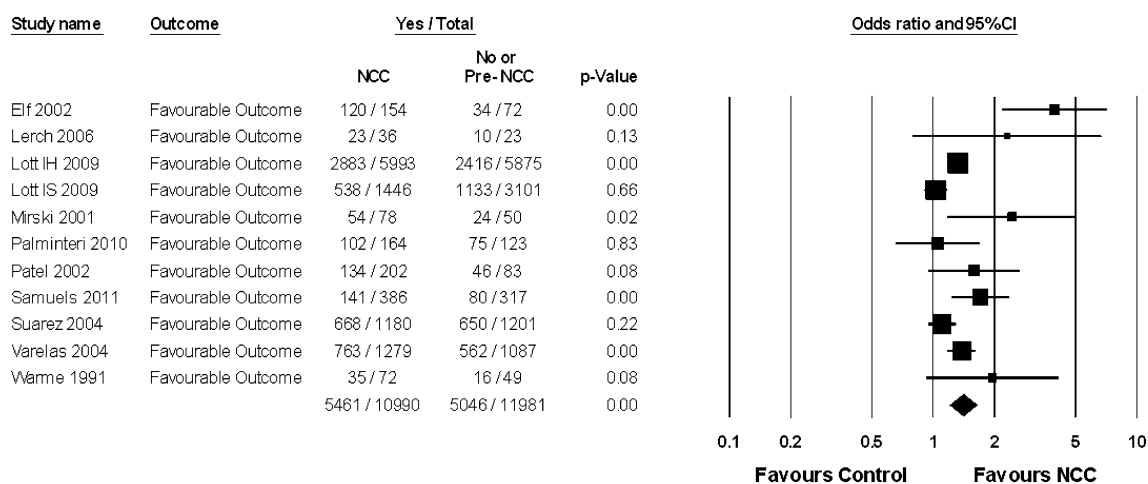 Study name Outcome Yes / Total Odds ratio and 95%CI
NCC No or Pre-NCC p-Value
Elf 2002 Favourable Outcome 120 / 154 34 / 72 0.00
Lerch 2006 Favourable Outcome 23 / 36 10 / 23 0.13
Lott IH 2009 Favourable Outcome 2883 / 5993 2416 / 5875 0.00
Lott IS 2009 Favourable Outcome 538 / 1446 1133 / 3101 0.66
Mirski 2001 Favourable Outcome 54 / 78 24 / 50 0.02
Palminteri 2010 Favourable Outcome 102 / 164 75 / 123 0.83
Patel 2002 Favourable Outcome 134 / 202 46 / 83 0.08
Samuels 2011 Favourable Outcome 141 / 386 80 / 317 0.00
Suarez 2004 Favourable Outcome 668 / 1180 650 / 1201 0.22
Varelas 2004 Favourable Outcome 763 / 1279 562 / 1087 0.00
Warme 1991 Favourable Outcome 35 / 72 16 / 49 0.08
5461 / 10990 5046 / 11981 0.00
0.1 0.2 0.5 1 2 5 10
Favours Control Favours NCC